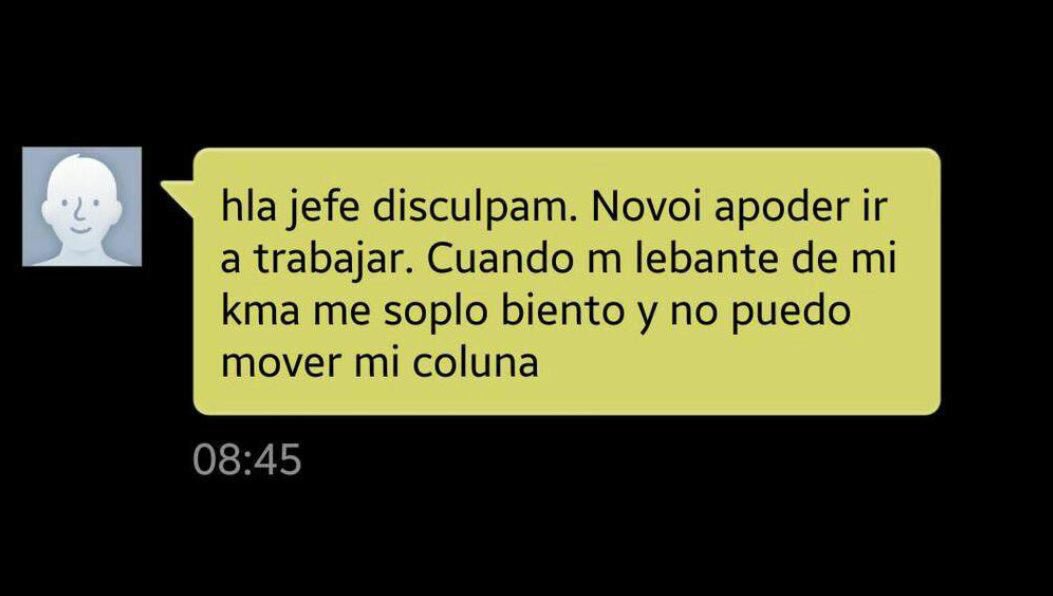 hla jefe disculpam. Novoi apoder ir
a trabajar. Cuando m lebante de mi
kma me soplo biento y no puedo
mover mi coluna
08:45